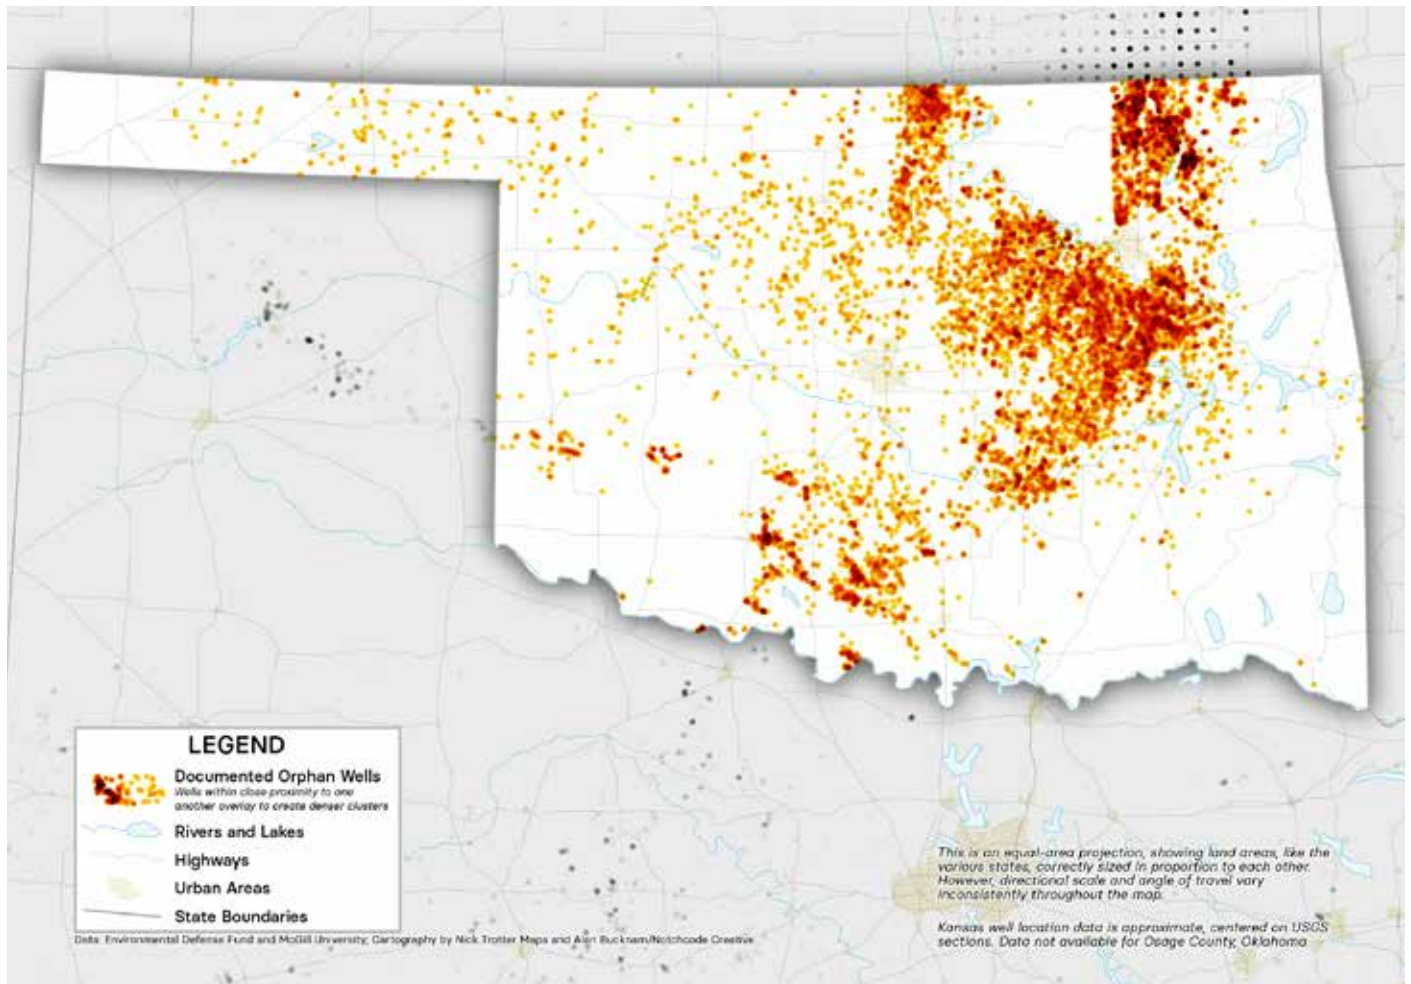 LEGEND
Documented Orphan Wells
Wells within close proximity to one
another overlay to create denser clusters
Rivers and Lakes
Highways
Urban Areas
State Boundaries
Data: Environmental Defense Fund and McGill University; Cartography by Nick Trotter Maps and Alan Bucknam/Notchcode Creative
This is an equal-area projection, showing land areas, like the
various states, correctly sized in proportion to each other.
However, directional scale and angle of travel vary
inconsistently throughout the map.
Kansas well location data is approximate, centered on USGS
sections. Data not available for Osage County, Oklahoma